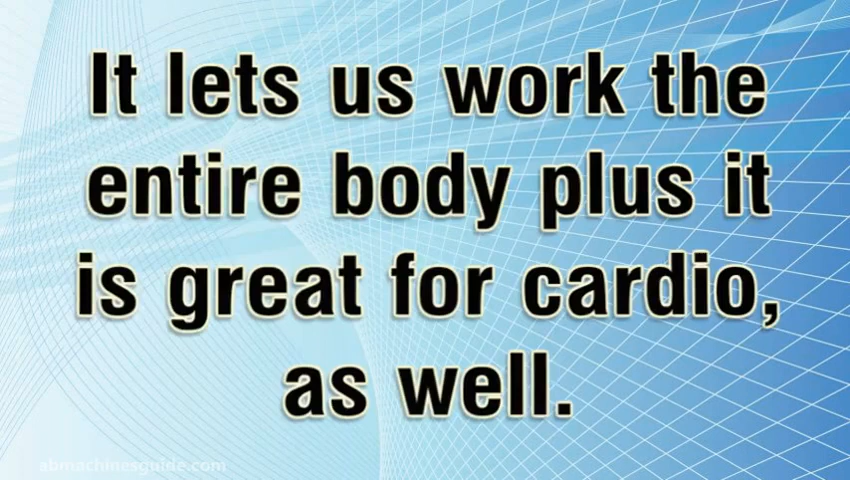 It lets us work the
entire body plus it
is great for cardio,
as well.
abmachinesguide.com